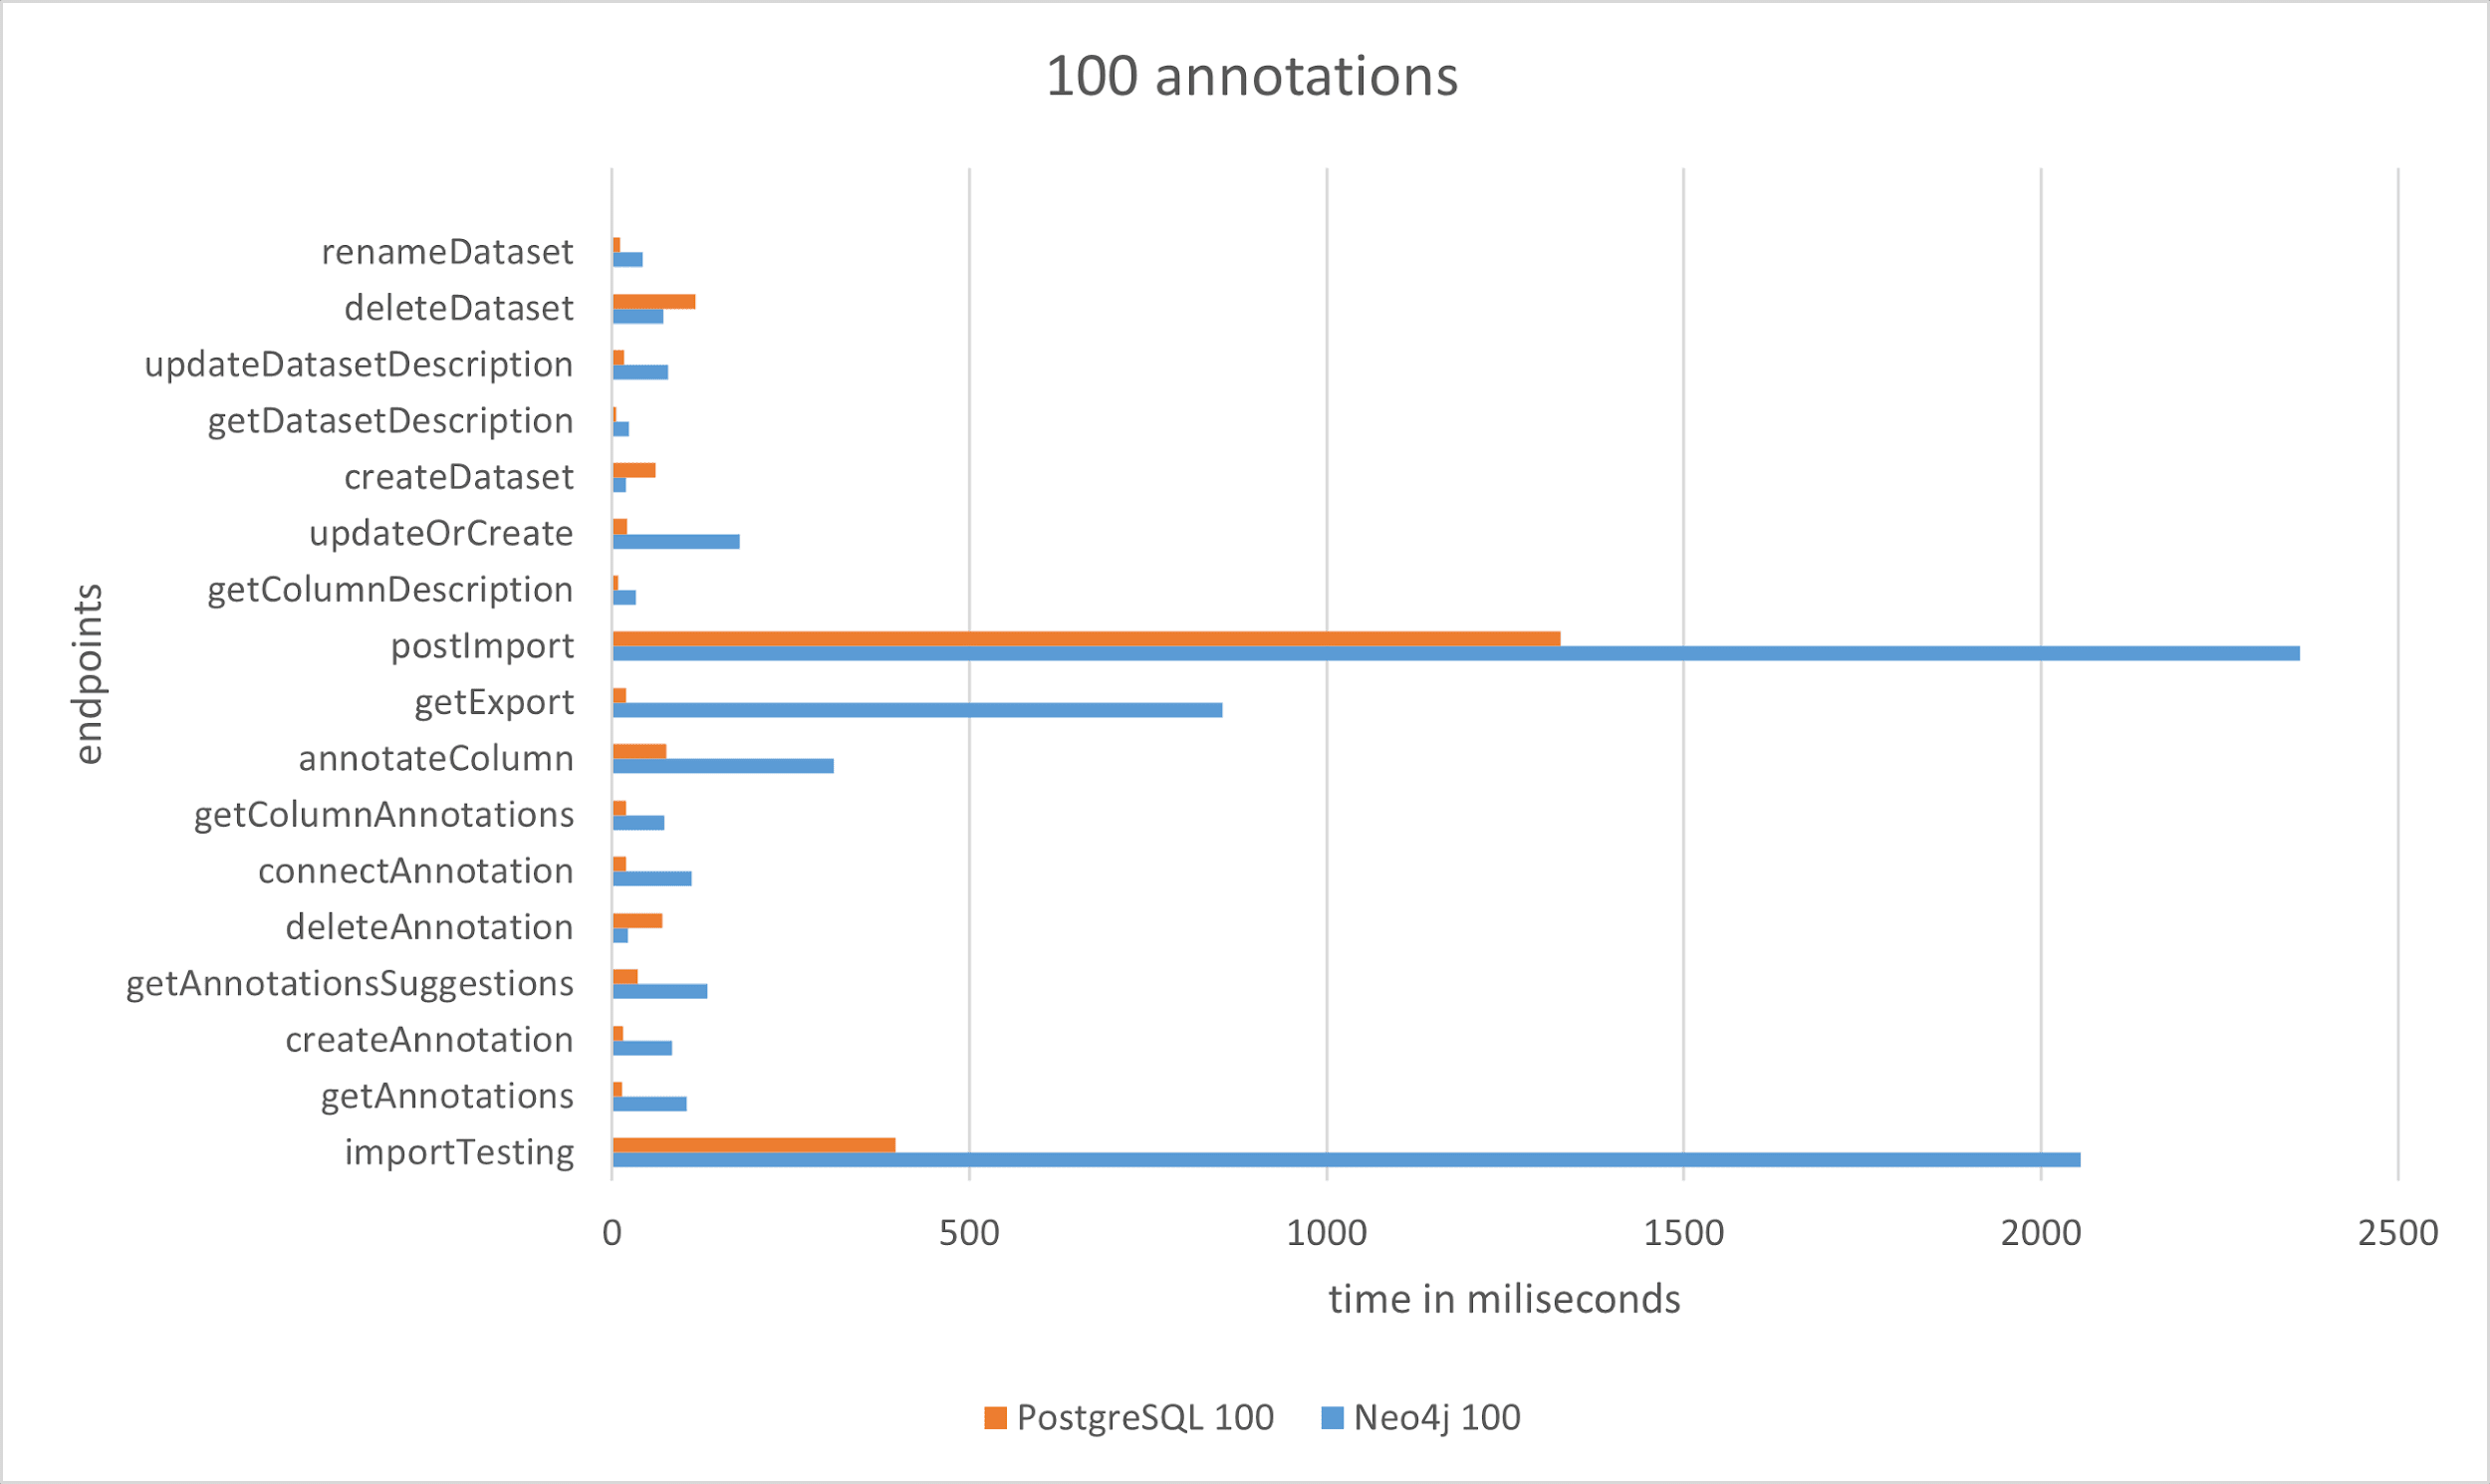 100 annotations
renameDataset
deleteDataset
updateDatasetDescription
getDatasetDescription
createDataset
updateOrCreate
getColumnDescription
postImport
getExport
annotateColumn
getColumnAnnotations
connectAnnotation
deleteAnnotation
getAnnotationsSuggestions
createAnnotation
getAnnotations
importTesting
endpoints
0 500 1000 1500 2000 2500
time in miliseconds
PostgreSQL 100 Neo4j 100